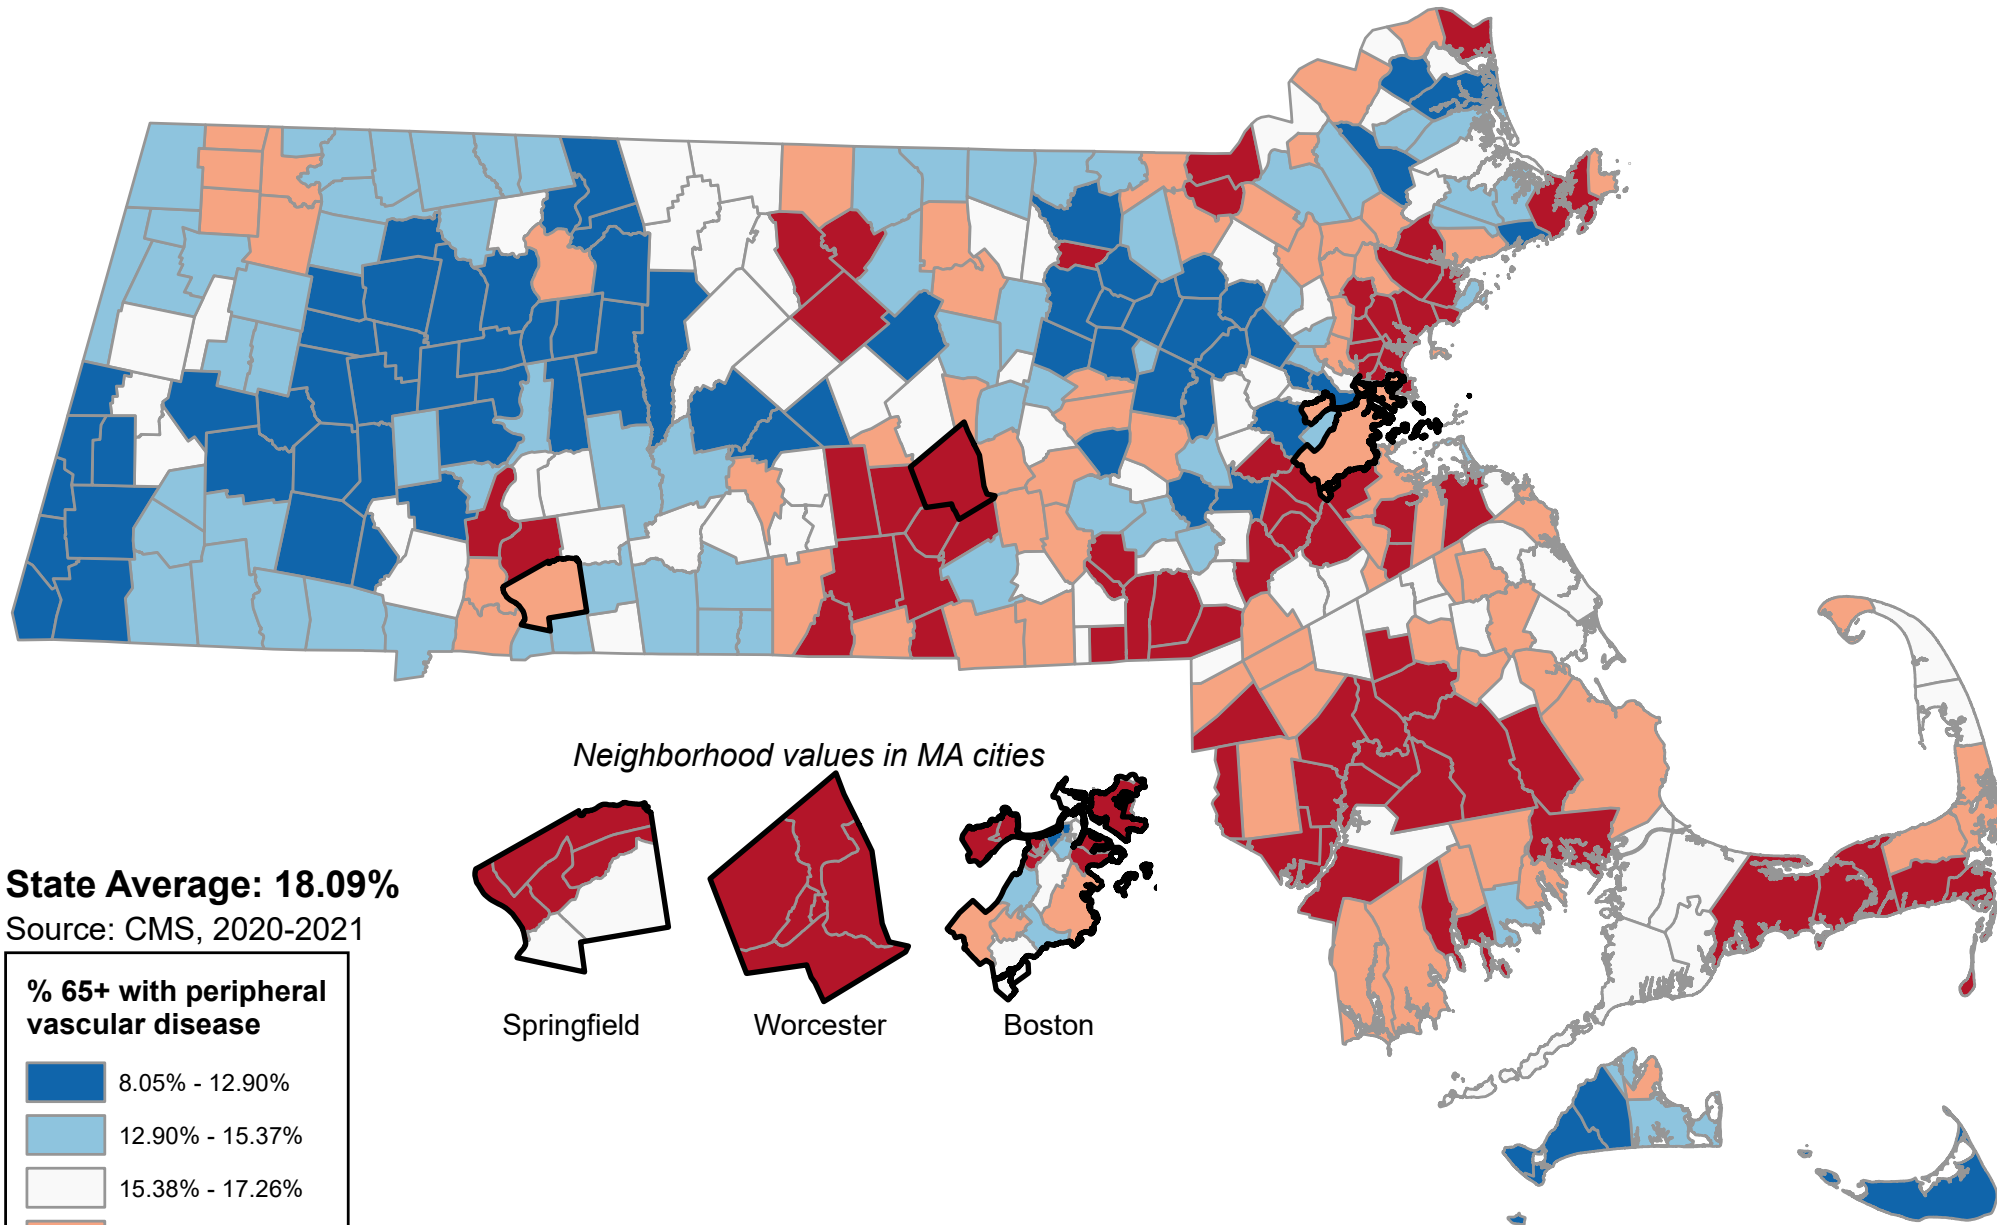 Neighborhood values in MA cities
Springfield
Worcester
Boston
State Average: 18.09%
Source: CMS, 2020-2021
% 65+ with peripheral
vascular disease
8.05% - 12.90%
12.90% - 15.37%
15.38% - 17.26%